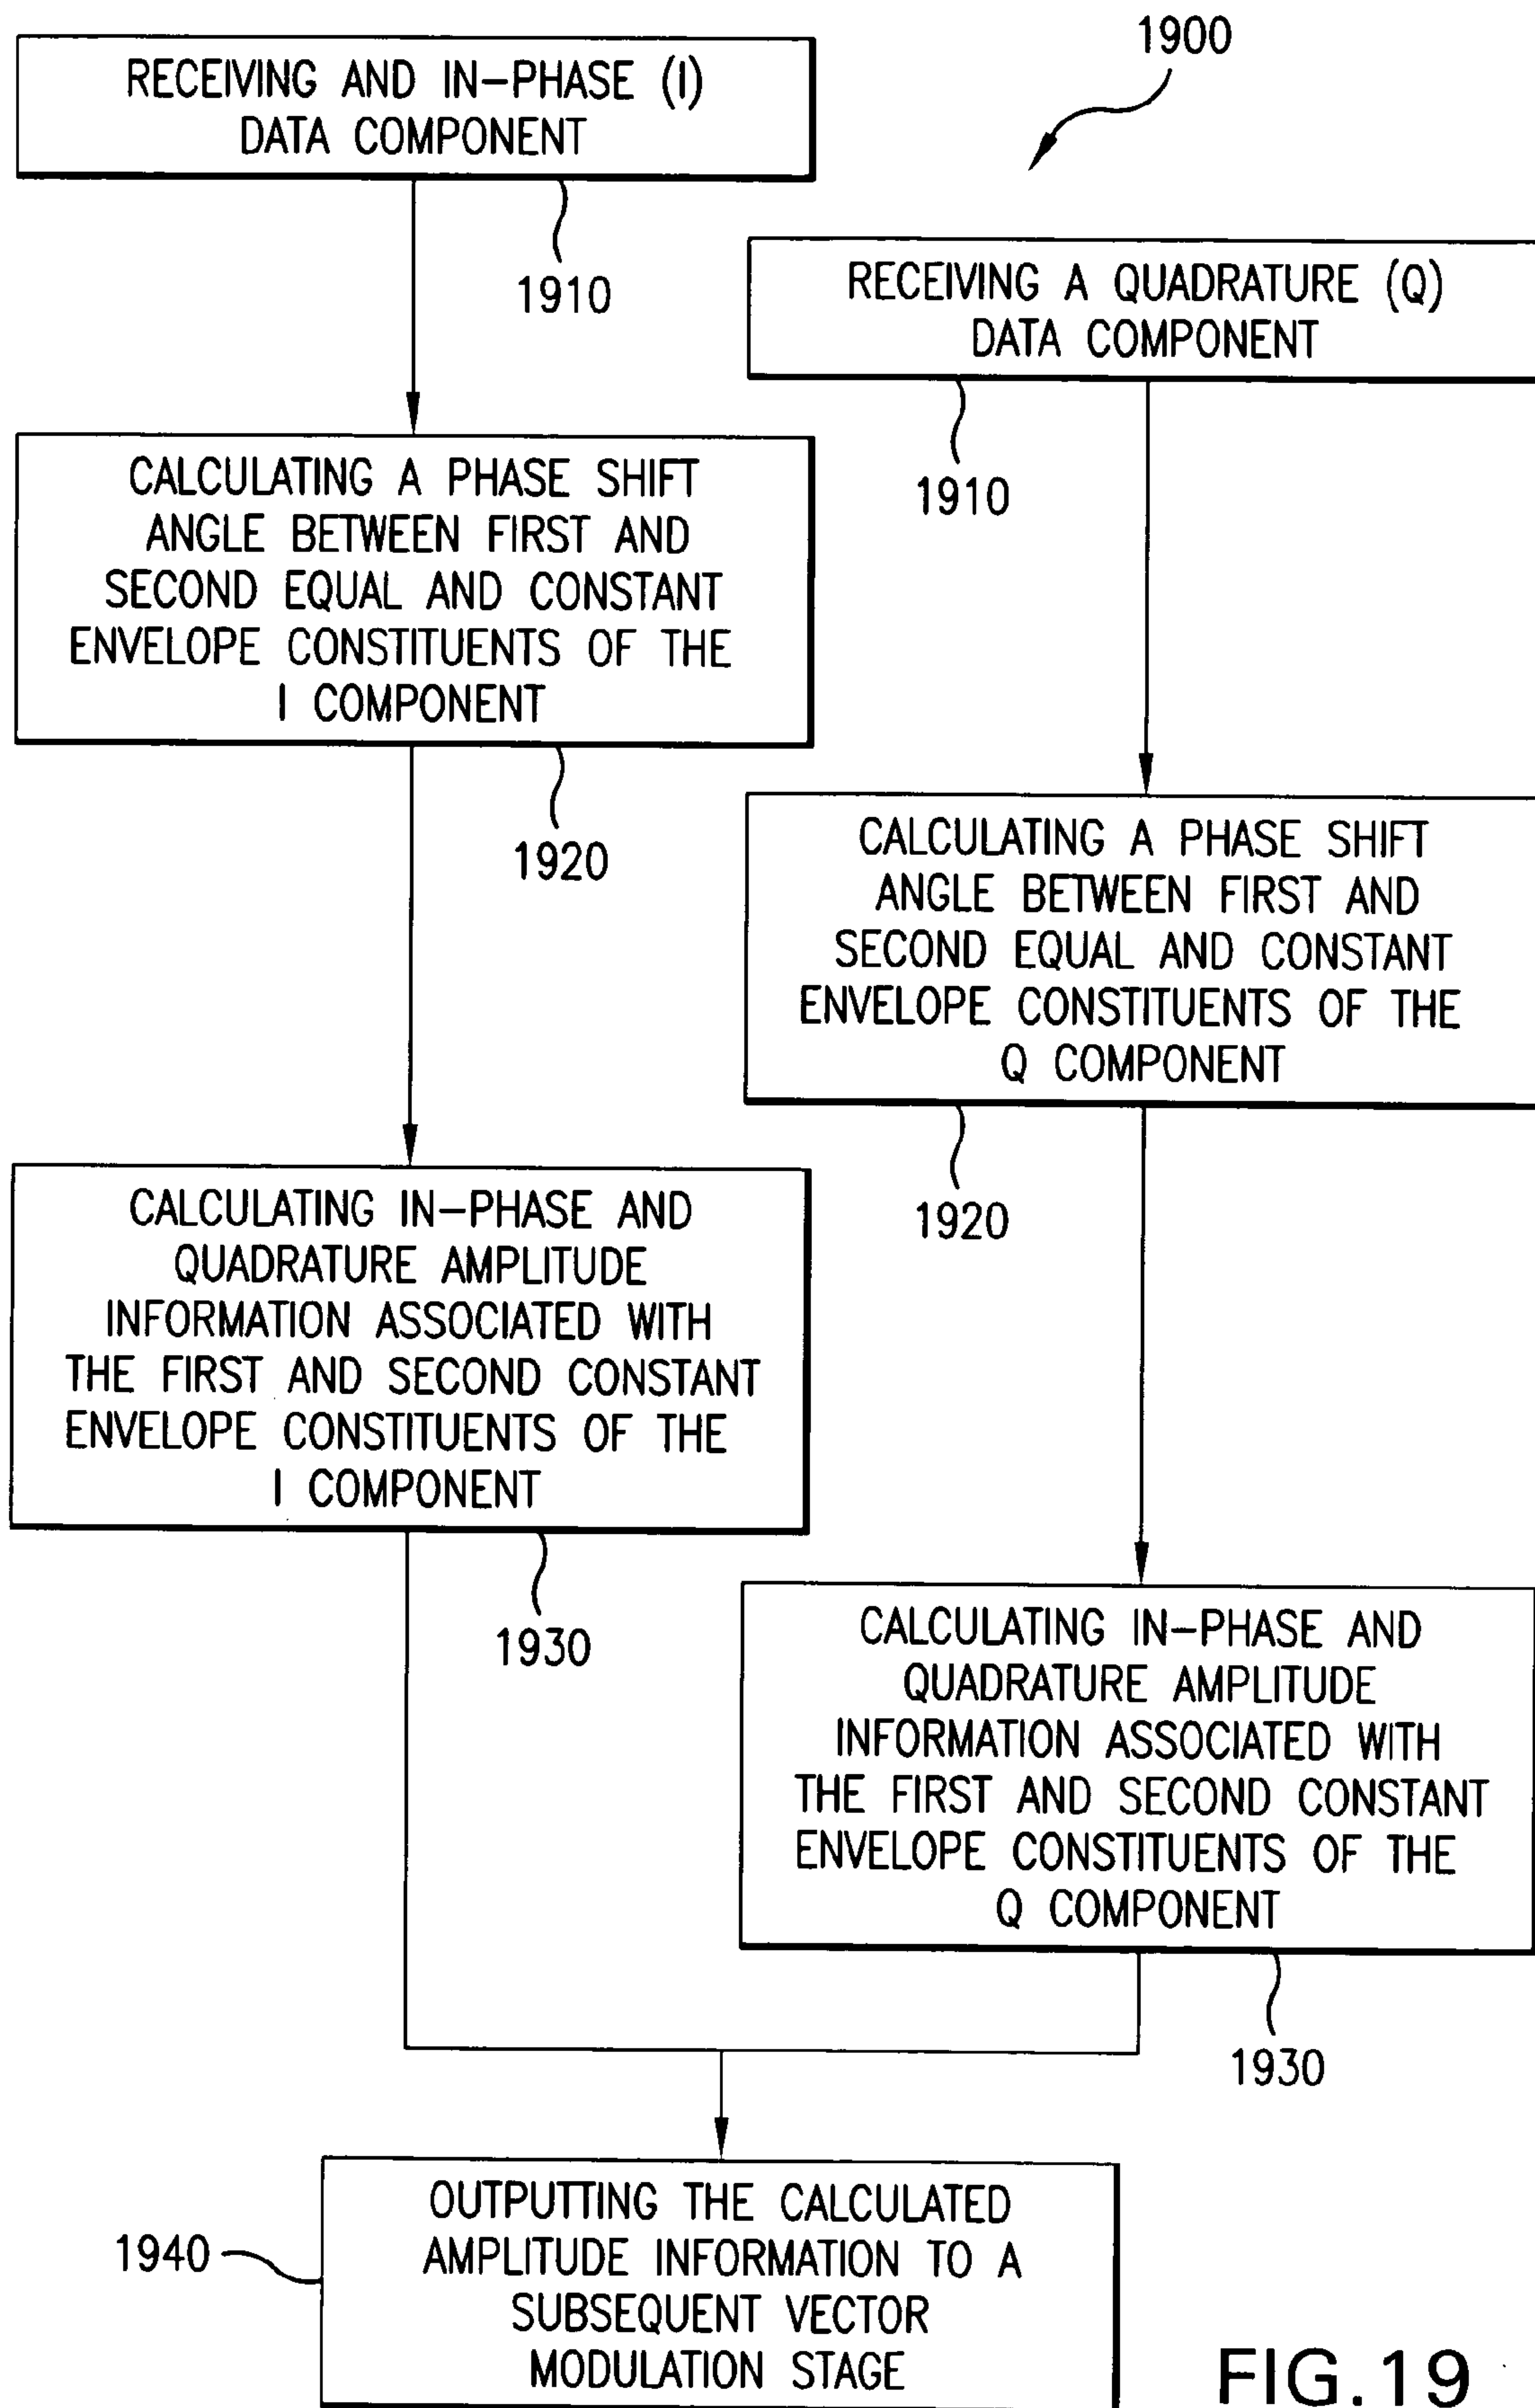 1900
RECEIVING AND IN-PHASE (I)
DATA COMPONENT
1910
RECEIVING A QUADRATURE (Q)
DATA COMPONENT
1910
CALCULATING A PHASE SHIFT
ANGLE BETWEEN FIRST AND
SECOND EQUAL AND CONSTANT
ENVELOPE CONSTITUENTS OF THE
I COMPONENT
1920
CALCULATING A PHASE SHIFT
ANGLE BETWEEN FIRST AND
SECOND EQUAL AND CONSTANT
ENVELOPE CONSTITUENTS OF THE
Q COMPONENT
1920
CALCULATING IN-PHASE AND
QUADRATURE AMPLITUDE
INFORMATION ASSOCIATED WITH
THE FIRST AND SECOND CONSTANT
ENVELOPE CONSTITUENTS OF THE
I COMPONENT
1930
CALCULATING IN-PHASE AND
QUADRATURE AMPLITUDE
INFORMATION ASSOCIATED WITH
THE FIRST AND SECOND CONSTANT
ENVELOPE CONSTITUENTS OF THE
Q COMPONENT
1930
OUTPUTTING THE CALCULATED
AMPLITUDE INFORMATION TO A
SUBSEQUENT VECTOR
MODULATION STAGE
1940
FIG.19